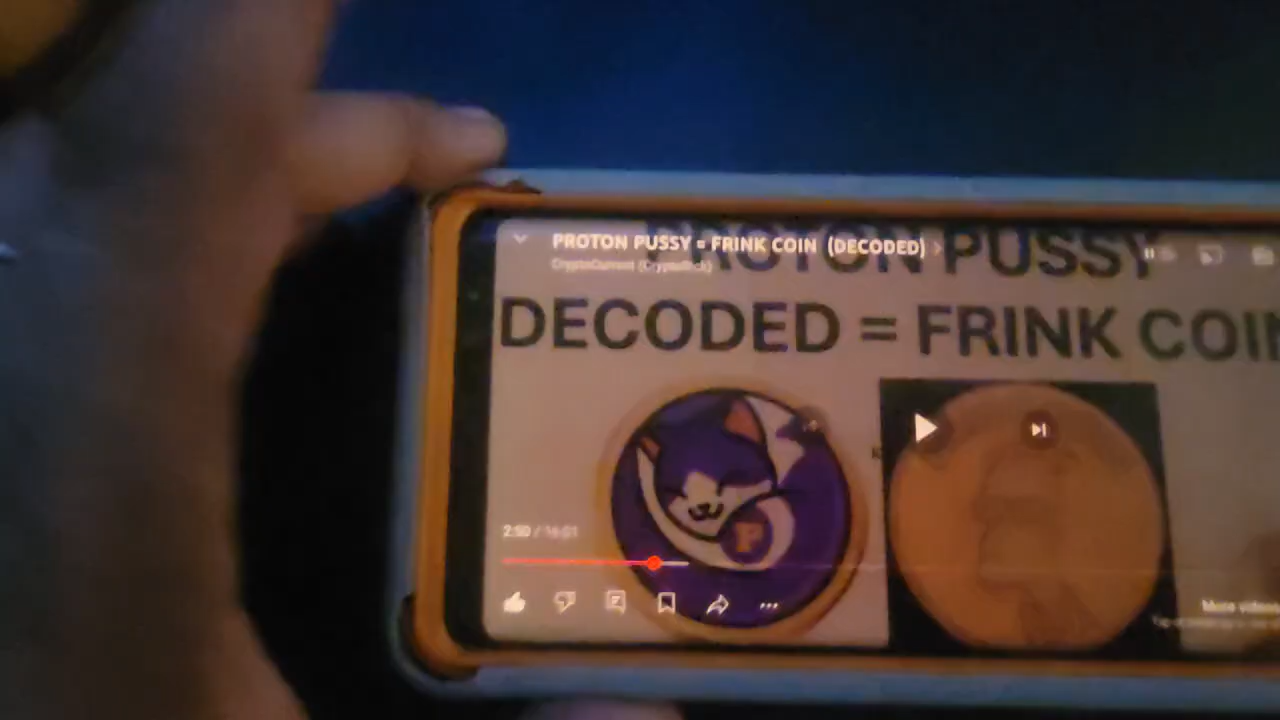 PROTON PUSSY = FRINK COIN (DECODED)
PROTON PUSSY
DECODED = FRINK COIN
P
2:50 / 16:01
More videos